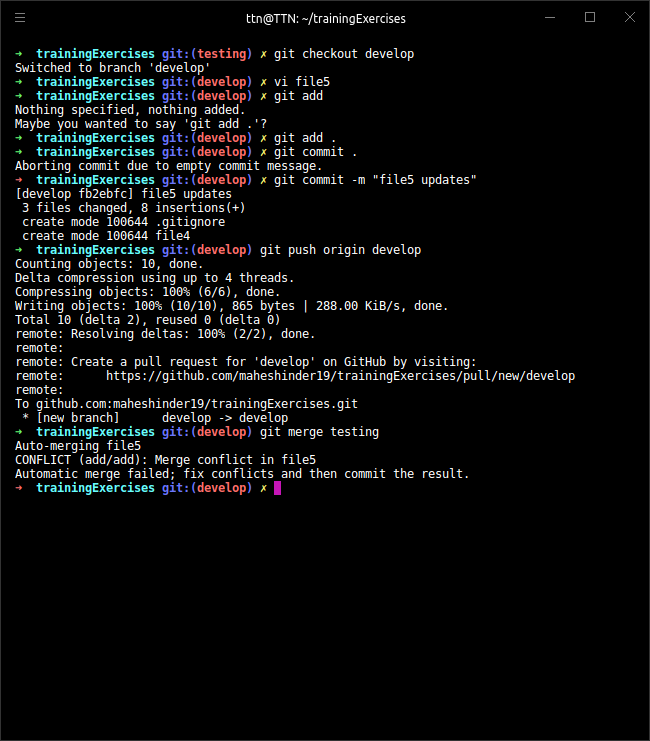 ttn@TTN: ~/trainingExercises
➜  trainingExercises git:(testing) ✗ git checkout develop
Switched to branch 'develop'
➜  trainingExercises git:(develop) ✗ vi file5
➜  trainingExercises git:(develop) ✗ git add
Nothing specified, nothing added.
Maybe you wanted to say 'git add .'?
➜  trainingExercises git:(develop) ✗ git add .
➜  trainingExercises git:(develop) ✗ git commit .
Aborting commit due to empty commit message.
➜  trainingExercises git:(develop) ✗ git commit -m "file5 updates"
[develop fb2ebfc] file5 updates
 3 files changed, 8 insertions(+)
 create mode 100644 .gitignore
 create mode 100644 file4
➜  trainingExercises git:(develop) git push origin develop
Counting objects: 10, done.
Delta compression using up to 4 threads.
Compressing objects: 100% (6/6), done.
Writing objects: 100% (10/10), 865 bytes | 288.00 KiB/s, done.
Total 10 (delta 2), reused 0 (delta 0)
remote: Resolving deltas: 100% (2/2), done.
remote:
remote: Create a pull request for 'develop' on GitHub by visiting:
remote:      https://github.com/maheshinder19/trainingExercises/pull/new/develop
remote:
To github.com:maheshinder19/trainingExercises.git
 * [new branch]      develop -> develop
➜  trainingExercises git:(develop) git merge testing
Auto-merging file5
CONFLICT (add/add): Merge conflict in file5
Automatic merge failed; fix conflicts and then commit the result.
➜  trainingExercises git:(develop) ✗